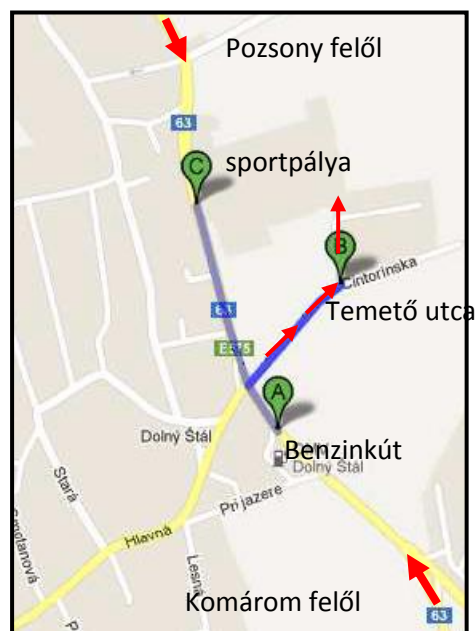 Pozsony felől
63
C
sportpálya
B
Cintorínska
Temető utca
63
E575
A
Dolný Štál
Benzinkút
Dolný Štál
Pri jazere
Stará
Smotanová
Hlavná
Lesná
Komárom felől
63